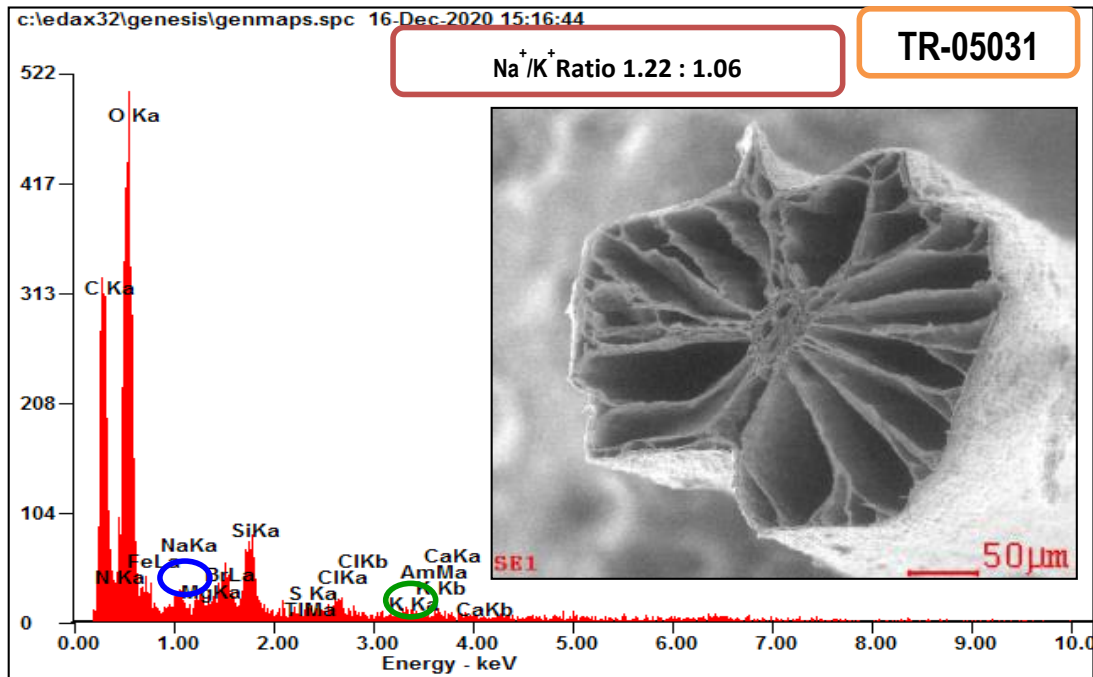 c:\edax32\genesis\genmaps.spc 16-Dec-2020 15:16:44
Na+/K+ Ratio 1.22 : 1.06
TR-05031
522
417
313
208
104
0
O Ka
C Ka
N Ka
FeLa
NaKa
MgKa
BrLa
SiKa
S Ka
TlMa
ClKa
ClKb
K Ka
AmMa
K Kb
CaKa
CaKb
SE1
50µm
0.00 1.00 2.00 3.00 4.00 5.00 6.00 7.00 8.00 9.00 10.0
Energy - keV